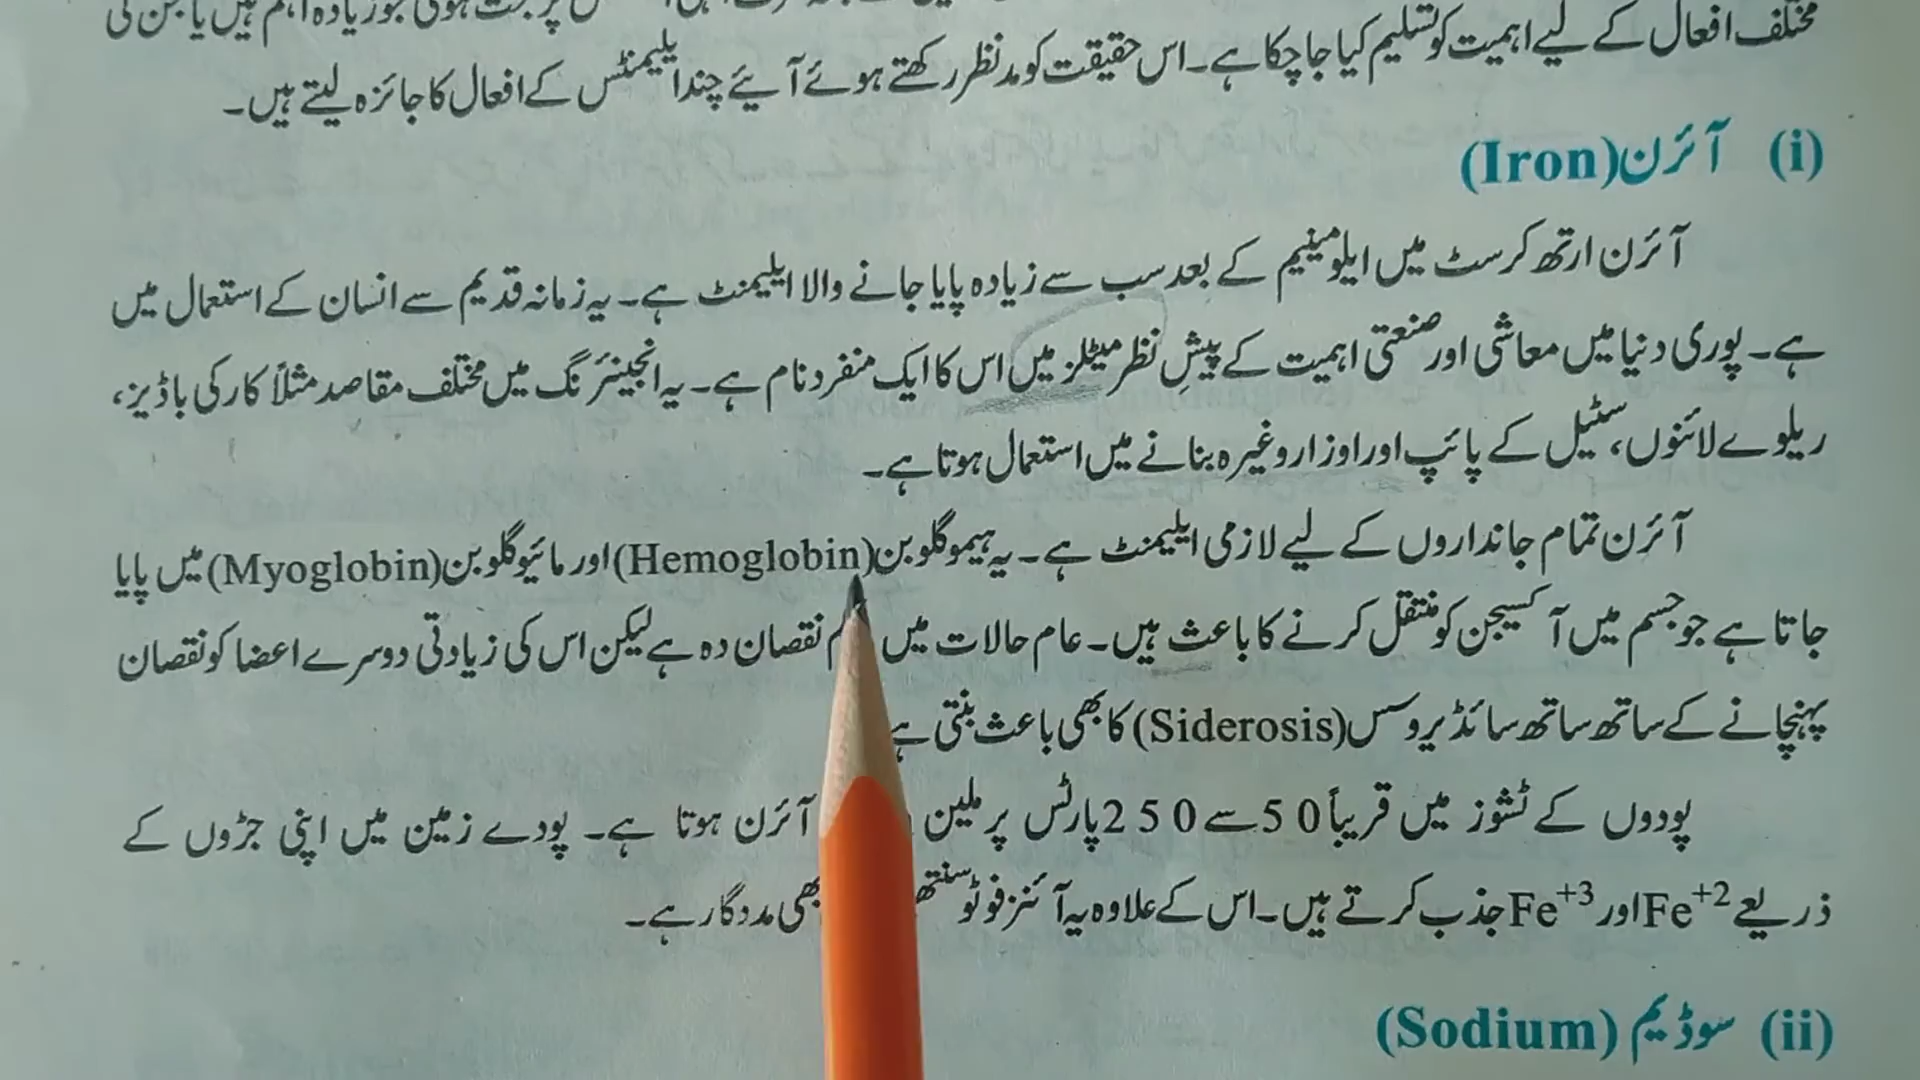 مختلف افعال کے لیے اہمیت کو تسلیم کیا جا چکا ہے۔ اس حقیقت کو مدنظر رکھتے ہوئے آیئے چند ایلیمنٹس کے افعال کا جائزہ لیتے ہیں۔
(i) آئرن (Iron)
آئرن ارتھ کرسٹ میں ایلومینیم کے بعد سب سے زیادہ پایا جانے والا ایلیمنٹ ہے۔ یہ زمانہ قدیم سے انسان کے استعمال میں
ہے۔ پوری دنیا میں معاشی اور صنعتی اہمیت کے پیشِ نظر میٹلز میں اس کا ایک منفرد نام ہے۔ یہ انجینئرنگ میں مختلف مقاصد مثلاً کار کی باڈیز،
ریلوے لائنوں، سٹیل کے پائپ اور اوزار وغیرہ بنانے میں استعمال ہوتا ہے۔
آئرن تمام جانداروں کے لیے لازمی ایلیمنٹ ہے۔ یہ ہیموگلوبن (Hemoglobin) اور مائیوگلوبن (Myoglobin) میں پایا
جاتا ہے جو جسم میں آکسیجن کو منتقل کرنے کا باعث ہیں۔ عام حالات میں نقصان دہ ہے لیکن اس کی زیادتی دوسرے اعضا کو نقصان
پہنچانے کے ساتھ ساتھ سائڈیروسس (Siderosis) کا بھی باعث بنتی ہے
پودوں کے ٹشوز میں قریباً 50 سے 250 پارٹس پر ملین آئرن ہوتا ہے۔ پودے زمین میں اپنی جڑوں کے
ذریعے Fe⁺² اور Fe⁺³ جذب کرتے ہیں۔ اس کے علاوہ یہ آئنز بھی مددگار ہے۔
(ii) سوڈیم (Sodium)